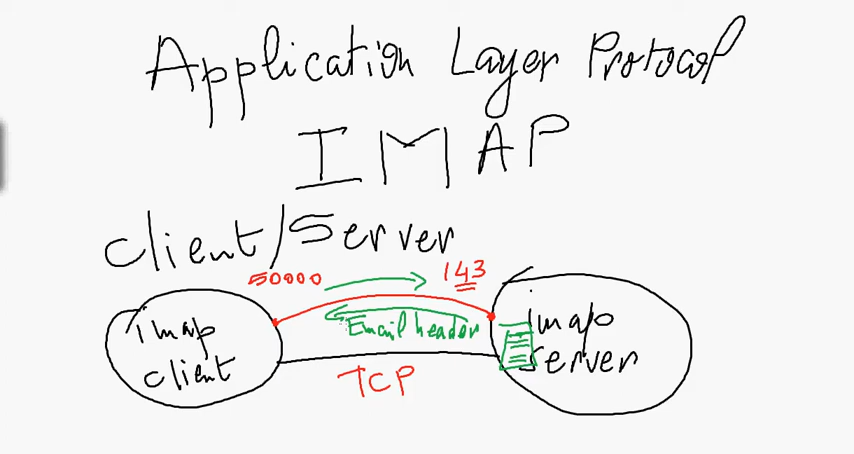 Application Layer Protocol
IMAP
client/Server
50000
143
Email header
imap
client
imap
server
TCP